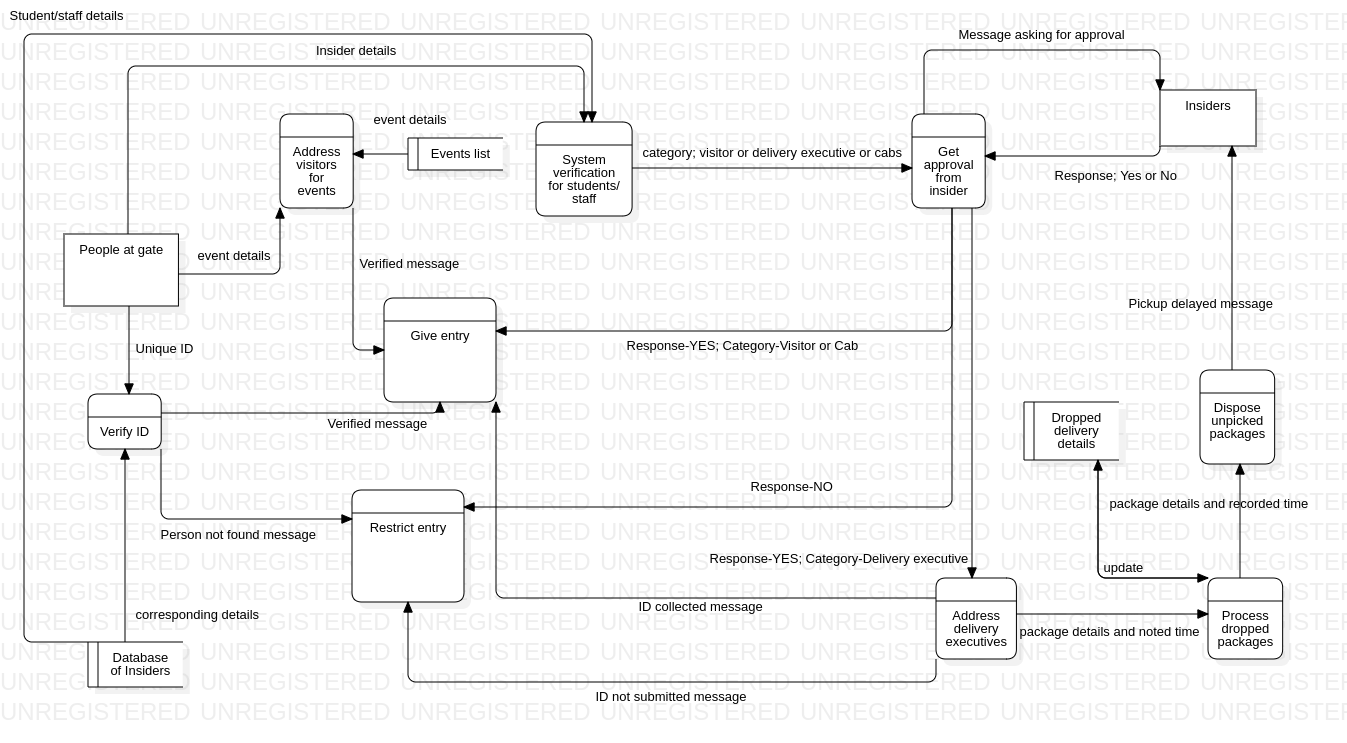 Student/staff details
Message asking for approval
Insider details
Insiders
event details
Address
visitors
for
events
Events list
System
verification
for students/
staff
category; visitor or delivery executive or cabs
Get
approval
from
insider
Response; Yes or No
People at gate
event details
Verified message
Pickup delayed message
Give entry
Response-YES; Category-Visitor or Cab
Unique ID
Verify ID
Verified message
Dropped
delivery
details
Dispose
unpicked
packages
Response-NO
package details and recorded time
Restrict entry
Person not found message
Response-YES; Category-Delivery executive
update
ID collected message
corresponding details
Address
delivery
executives
package details and noted time
Process
dropped
packages
Database
of Insiders
ID not submitted message
UNREGISTERED UNREGISTERED UNREGISTERED UNREGISTERED UNREGISTERED UNREGISTERED